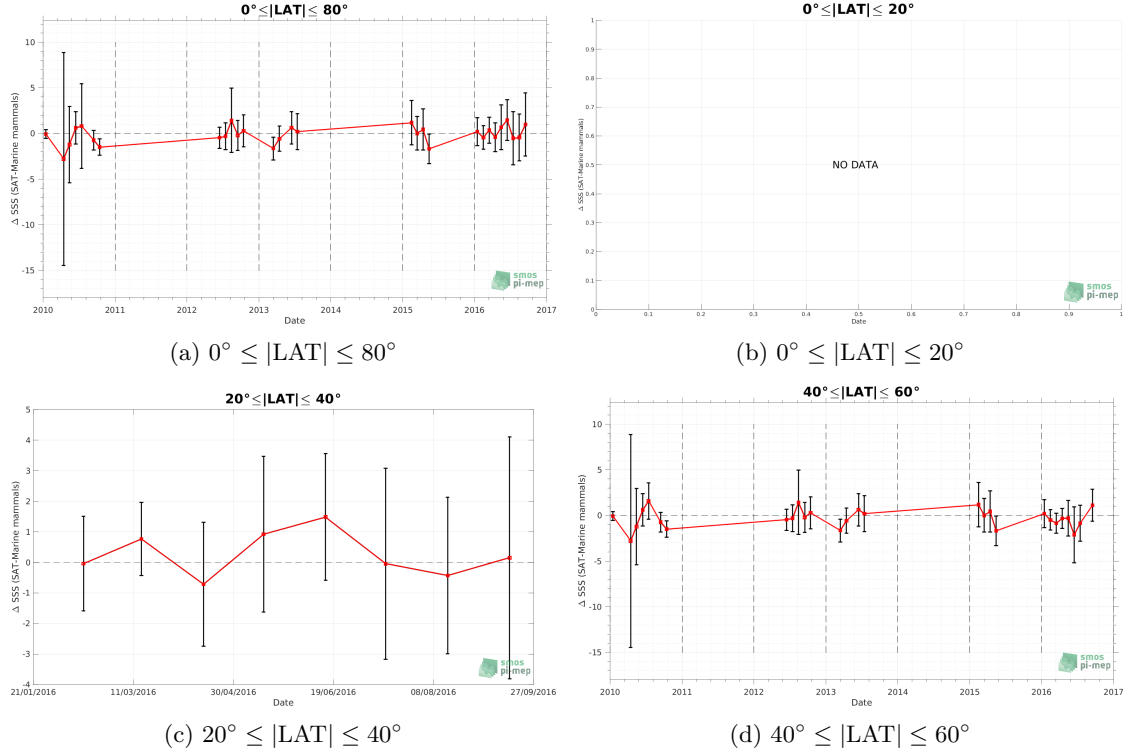 0°≤|LAT|≤ 80°
Δ SSS (SAT-Marine mammals)
10
5
0
-5
-10
-15
2010 2011 2012 2013 2014 2015 2016 2017
Date
smos
pi-mep
(a) 0° ≤ |LAT| ≤ 80°
0°≤|LAT|≤ 20°
Δ SSS (SAT-Marine mammals)
1
0.9
0.8
0.7
0.6
0.5
0.4
0.3
0.2
0.1
0
NO DATA
0 0.1 0.2 0.3 0.4 0.5 0.6 0.7 0.8 0.9 1
Date
smos
pi-mep
(b) 0° ≤ |LAT| ≤ 20°
20°≤|LAT|≤ 40°
Δ SSS (SAT-Marine mammals)
5
4
3
2
1
0
-1
-2
-3
-4
21/01/2016 11/03/2016 30/04/2016 19/06/2016 08/08/2016 27/09/2016
Date
smos
pi-mep
(c) 20° ≤ |LAT| ≤ 40°
40°≤|LAT|≤ 60°
Δ SSS (SAT-Marine mammals)
10
5
0
-5
-10
-15
2010 2011 2012 2013 2014 2015 2016 2017
Date
smos
pi-mep
(d) 40° ≤ |LAT| ≤ 60°